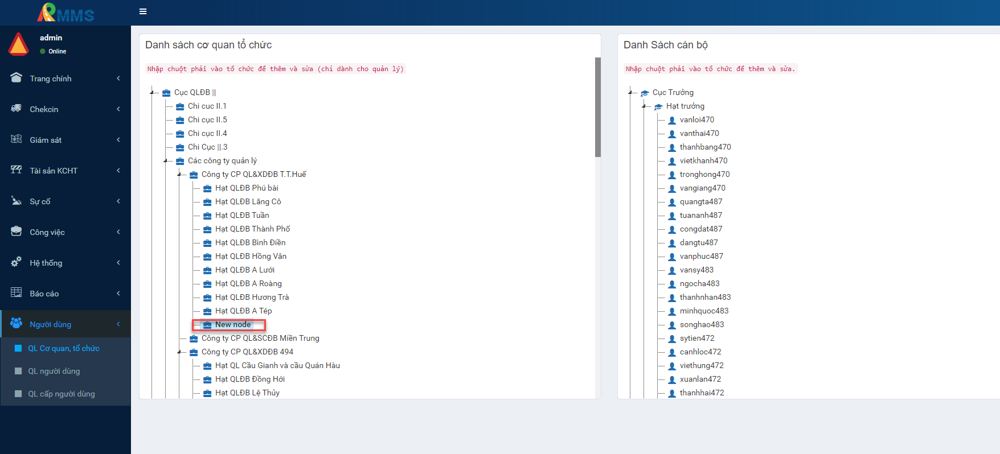 RMMS
admin
Online
Trang chính
Chekcin
Giám sát
Tài sản KCHT
Sự cố
Công việc
Hệ thống
Báo cáo
Người dùng
QL Cơ quan, tổ chức
QL người dùng
QL cấp người dùng
Danh sách cơ quan tổ chức
Nhập chuột phải vào tổ chức để thêm và sửa (chỉ dành cho quản lý)
Cục QLĐB ||
Chi cuc II.1
Chi cục II.5
Chi cục II.4
Chi Cục ||.3
Các công ty quản lý
Công ty CP QL&XDĐB T.T.Huế
Hạt QLĐB Phú bài
Hạt QLĐB Lăng Cô
Hạt QLĐB Tuần
Hạt QLĐB Thành Phố
Hạt QLĐB Bình Điền
Hạt QLĐB Hồng Vân
Hạt QLĐB A Lưới
Hạt QLĐB A Roàng
Hạt QLĐB Hương Trà
Hạt QLĐB A Tép
New node
Công ty CP QL&SCĐB Miền Trung
Công ty CP QL&XDĐB 494
Hạt QL Cầu Gianh và cầu Quán Hàu
Hạt QLĐB Đồng Hới
Hạt QLĐB Lệ Thủy
Danh Sách cán bộ
Nhập chuột phải vào tổ chức để thêm và sửa.
Cục Trưởng
Hạt trưởng
vanloi470
vanthai470
thanhbang470
vietkhanh470
tronghong470
vangiang470
quangta487
tuananh487
congdat487
dangtu487
vanphuc487
vansy483
ngocha483
thanhnhan483
minhquoc483
songhao483
sytien472
canhloc472
viethung472
xuanlan472
thanhhai472